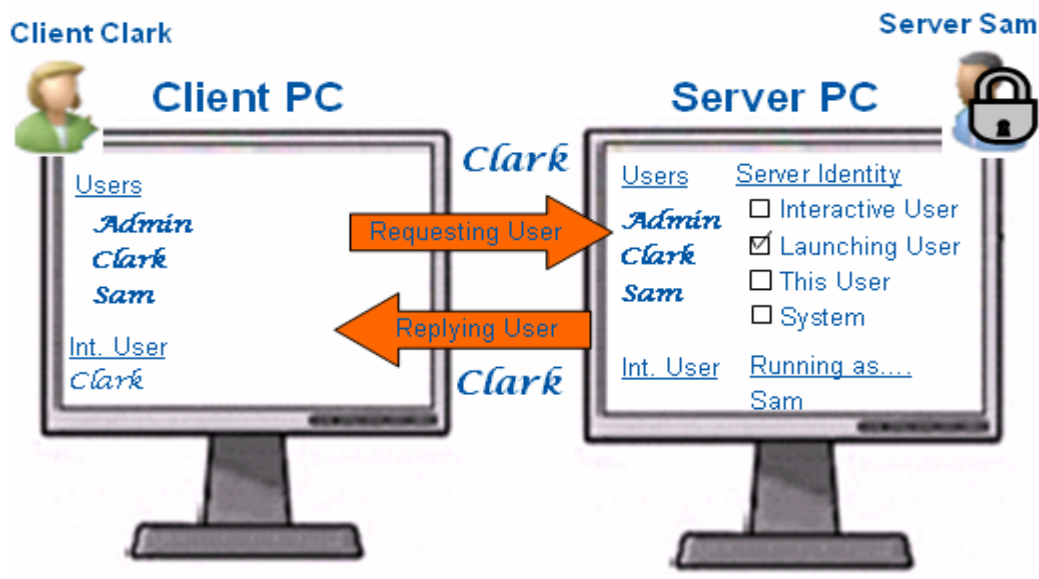 Client Clark
Server Sam
Client PC
Server PC
Clark
Users
Admin
Clark
Sam
Int. User
Clark
Requesting User
Replying User
Clark
Users
Admin
Clark
Sam
Int. User
Server Identity
Interactive User
Launching User
This User
System
Running as....
Sam